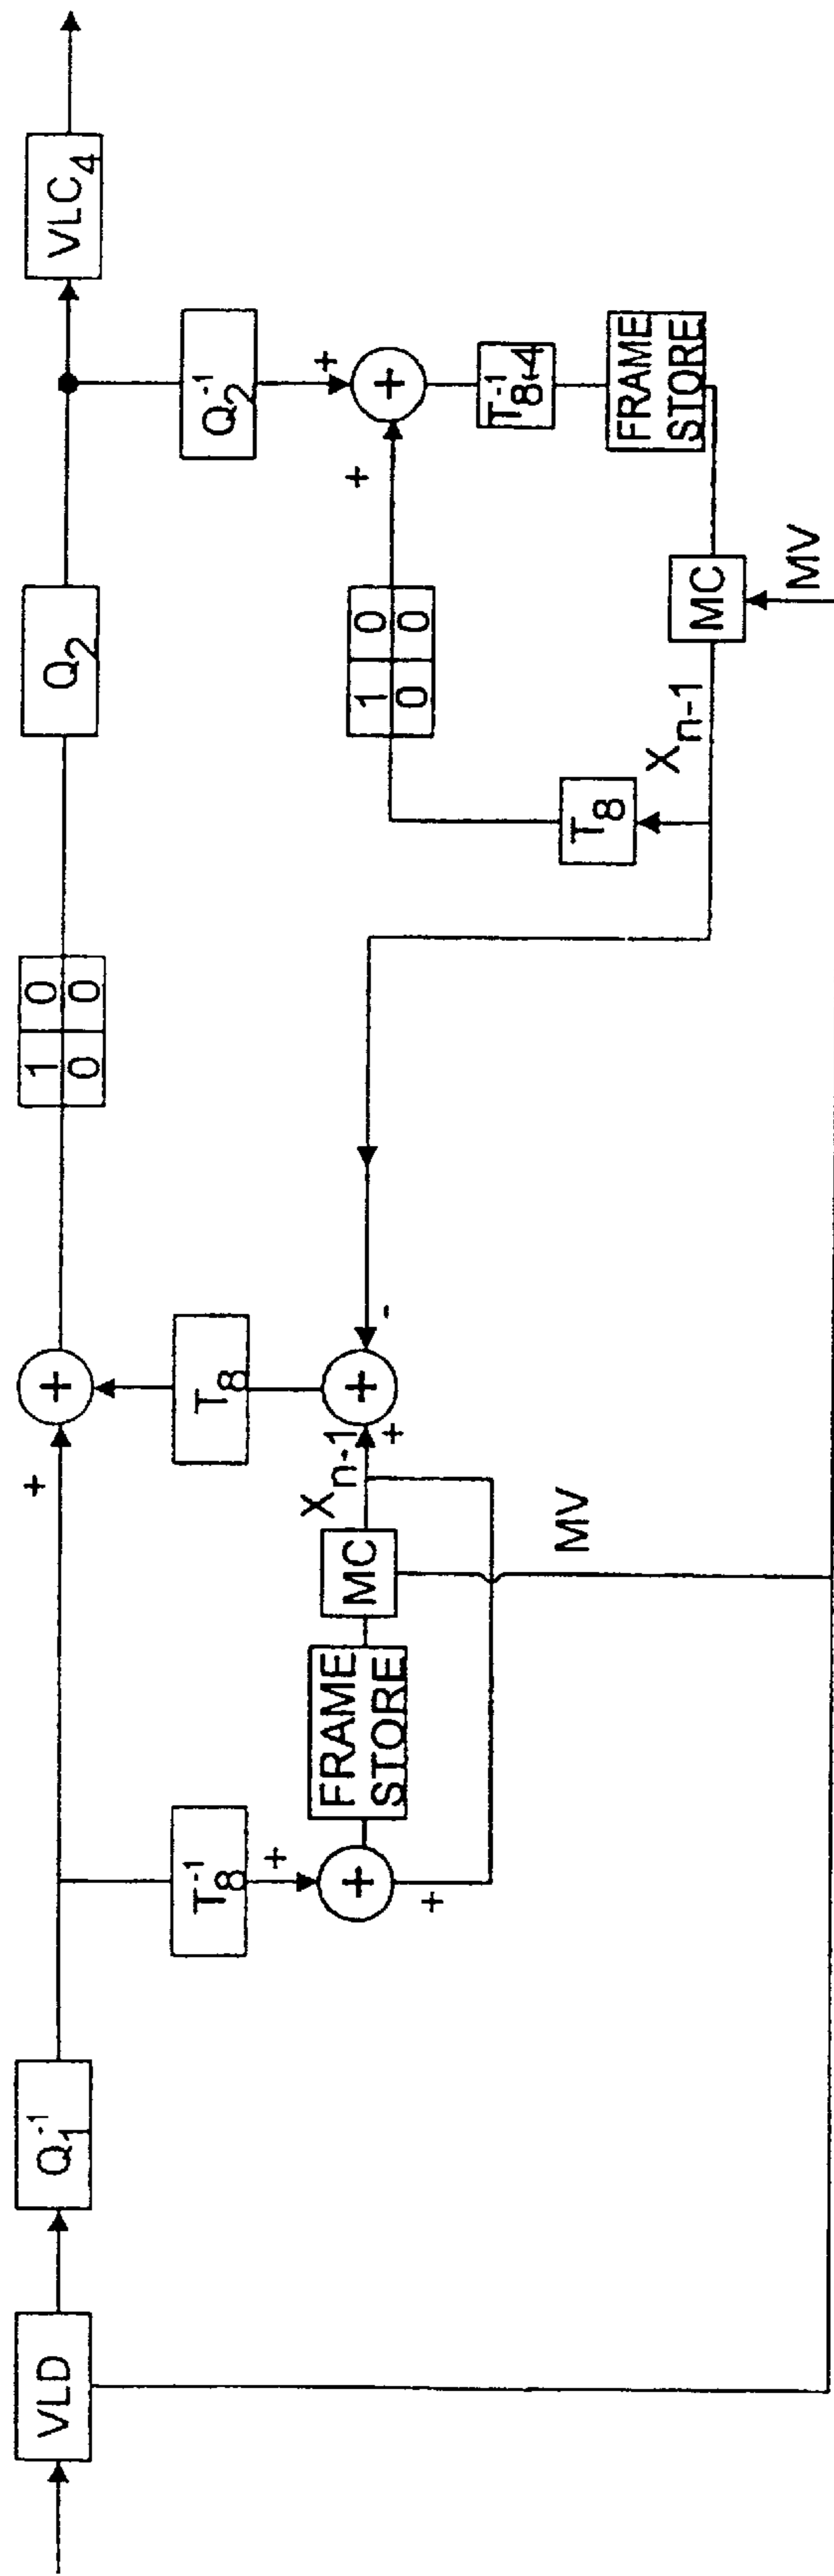 VLD
Q₁⁻¹
+
1 0
0 0
Q₂
VLC₄
T₈⁻¹
+
+
+
FRAME
STORE
MC
Xₙ₋₁
+
T₈
+
-
+
MV
Q₂⁻¹
+
+
+
1 0
0 0
T₈
T₈₋₄⁻¹
FRAME
STORE
Xₙ₋₁
MC
MV